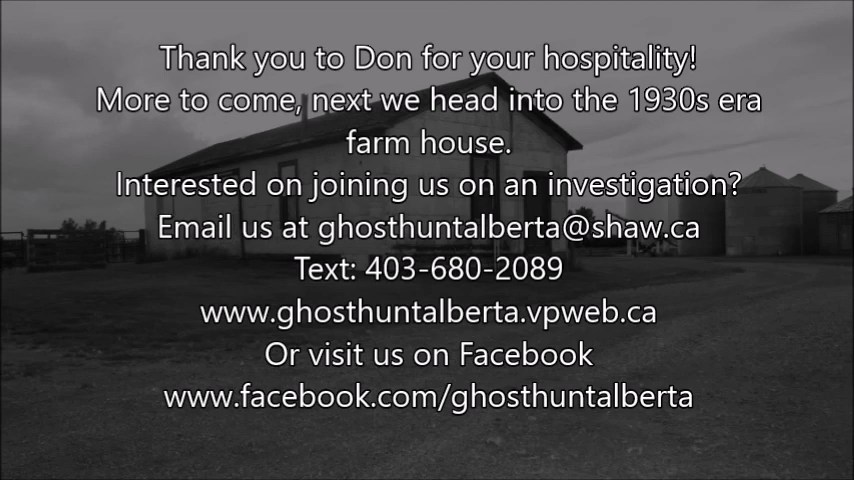 Thank you to Don for your hospitality!
More to come, next we head into the 1930s era
farm house.
Interested on joining us on an investigation?
Email us at ghosthuntalberta@shaw.ca
Text: 403-680-2089
www.ghosthuntalberta.vpweb.ca
Or visit us on Facebook
www.facebook.com/ghosthuntalberta